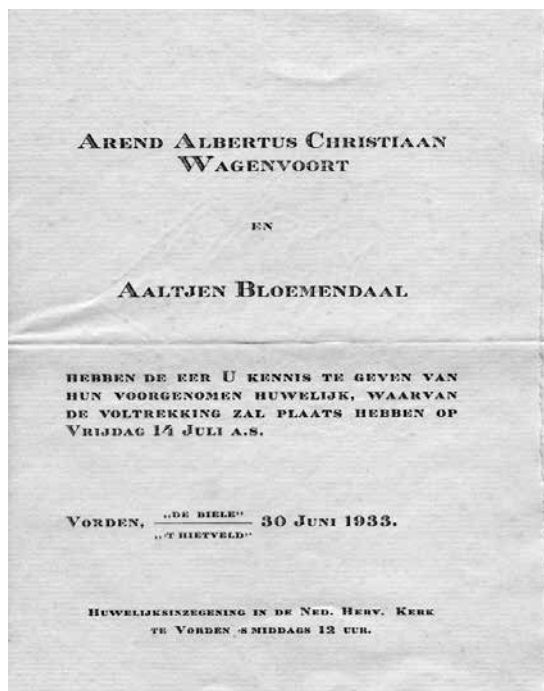 Arend Albertus Christiaan
Wagenvoort
en
Aaltjen Bloemendaal
hebben de eer U kennis te geven van
hun voorgenomen huwelijk, waarvan
de voltrekking zal plaats hebben op
Vrijdag 14 Juli a.s.
Vorden, „De Biele“ 30 Juni 1933.
„'t Hietveld“
Huwelijksinzegening in de Ned. Herv. Kerk
te Vorden 's middags 12 uur.